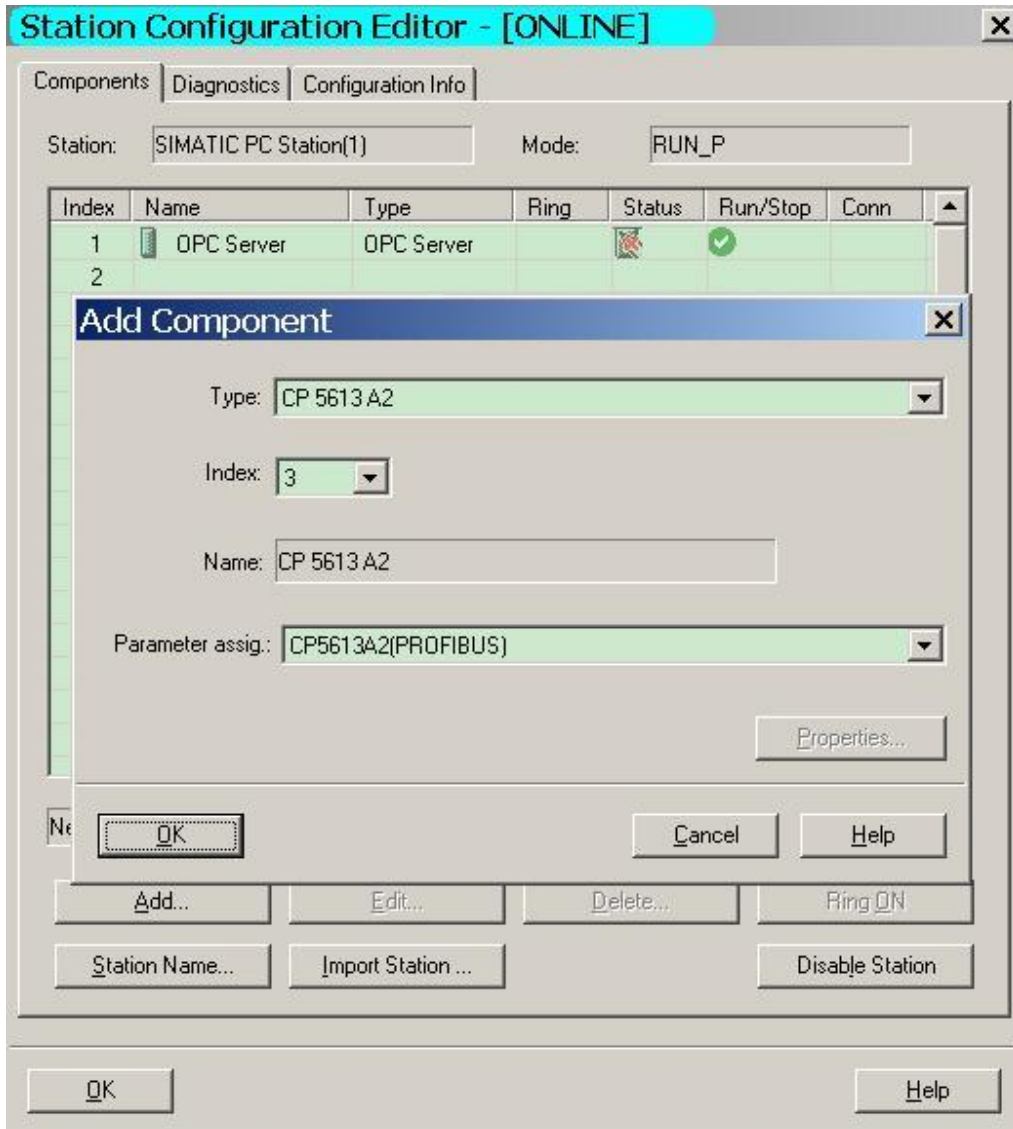 Station Configuration Editor - [ONLINE]
Components Diagnostics Configuration Info
Station: SIMATIC PC Station(1) Mode: RUN_P
Index Name Type Ring Status Run/Stop Conn
1 OPC Server OPC Server
2
Add Component
Type: CP 5613 A2
Index: 3
Name: CP 5613 A2
Parameter assig.: CP5613A2(PROFIBUS)
Properties...
Ne OK Cancel Help
Add... Edit... Delete... Ring ON
Station Name... Import Station ... Disable Station
OK Help